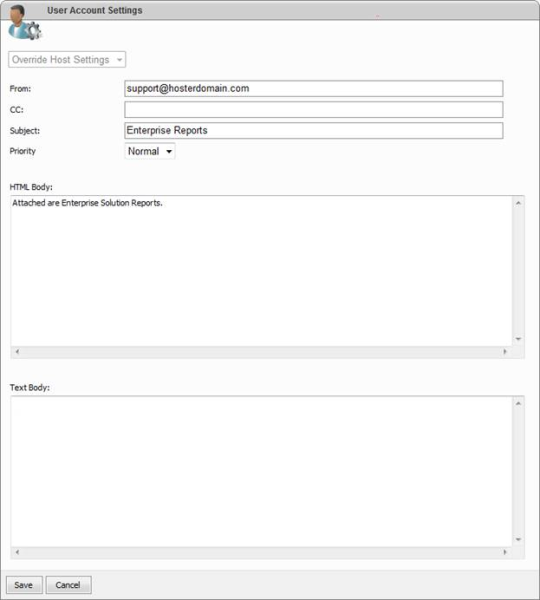 User Account Settings
Override Host Settings
From: support@hosterdomain.com
CC:
Subject: Enterprise Reports
Priority Normal
HTML Body:
Attached are Enterprise Solution Reports.
Text Body:
Save Cancel